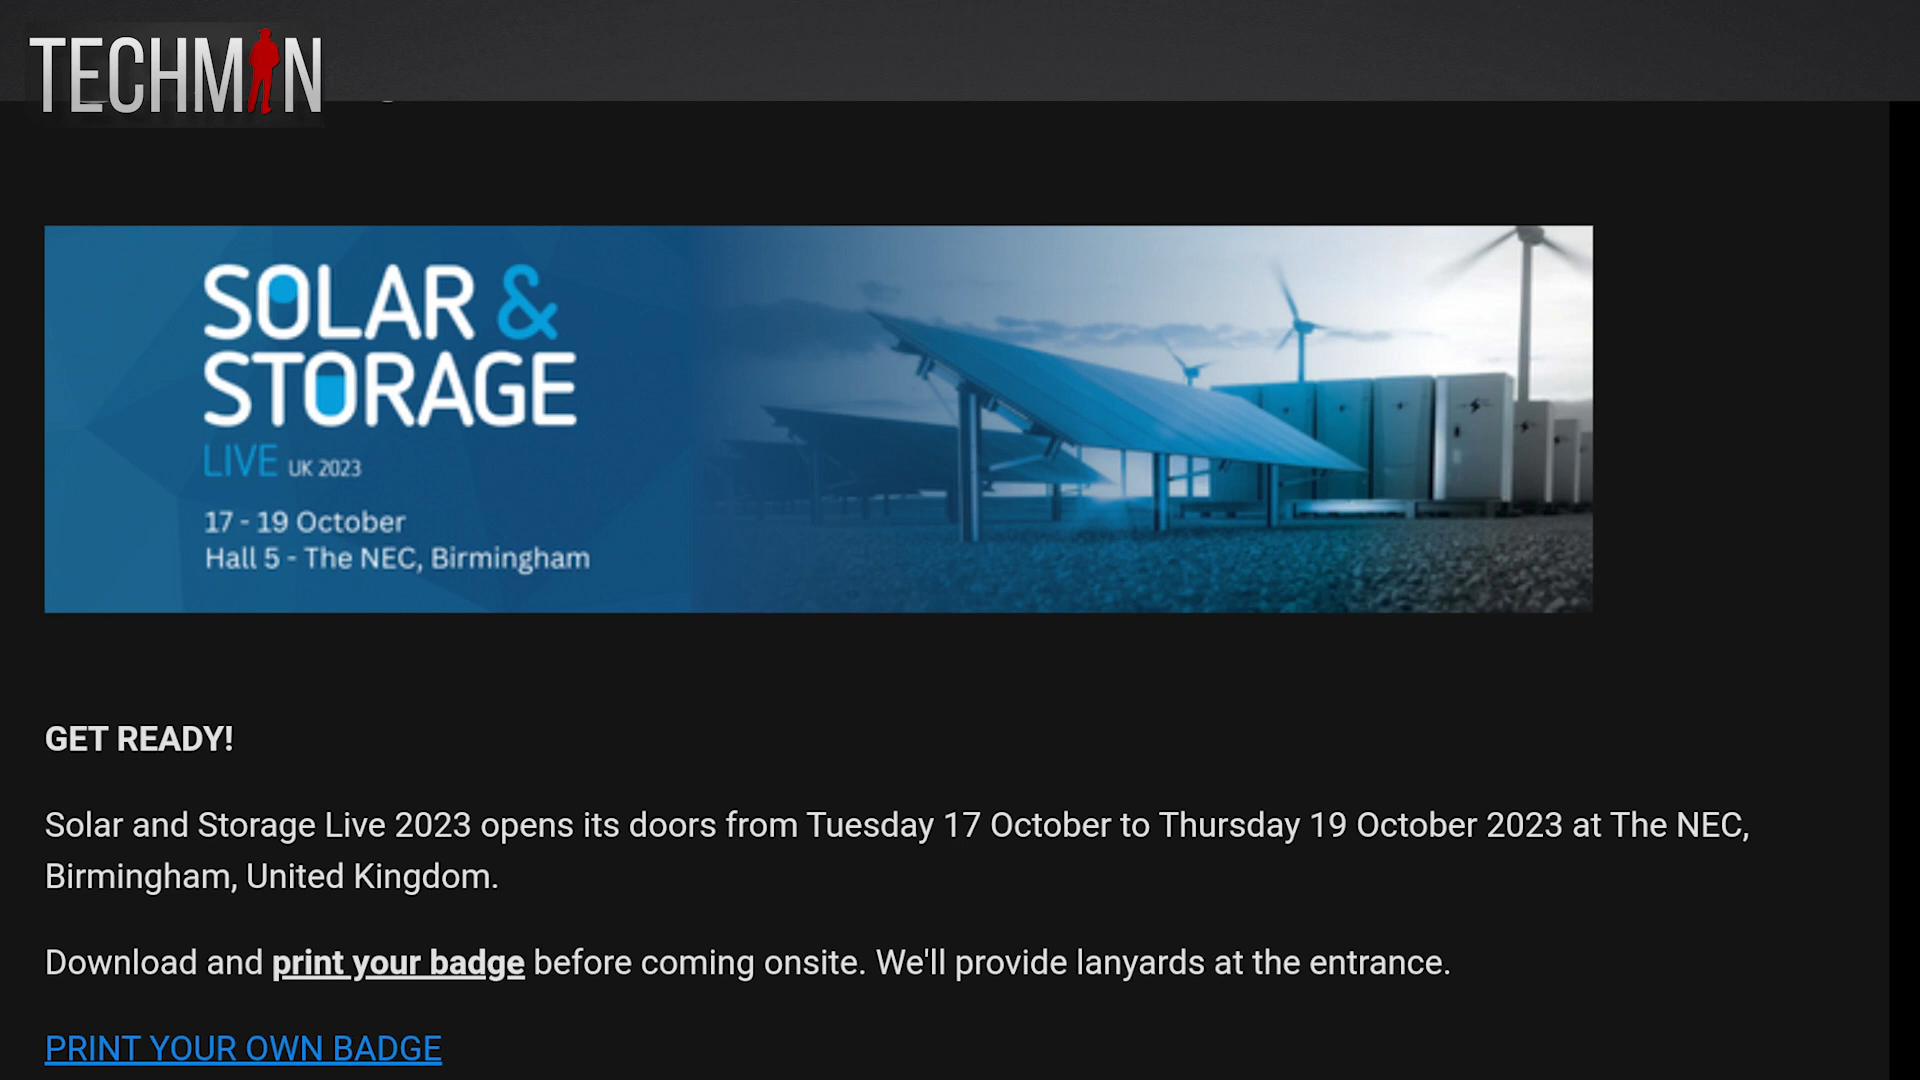 TECHMAN
SOLAR &
STORAGE
LIVE UK 2023
17 - 19 October
Hall 5 - The NEC, Birmingham
GET READY!
Solar and Storage Live 2023 opens its doors from Tuesday 17 October to Thursday 19 October 2023 at The NEC,
Birmingham, United Kingdom.
Download and print your badge before coming onsite. We'll provide lanyards at the entrance.
PRINT YOUR OWN BADGE